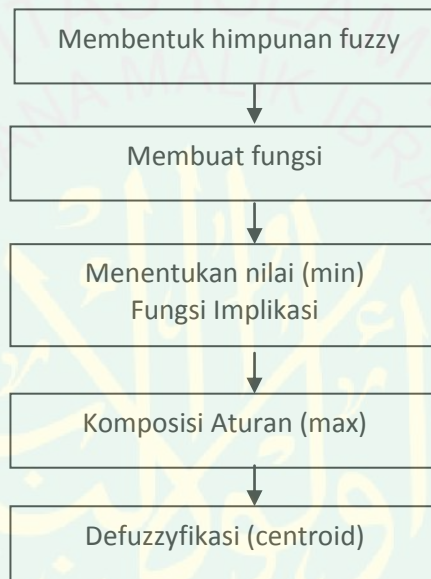 Membentuk himpunan fuzzy
Membuat fungsi
Menentukan nilai (min)
Fungsi Implikasi
Komposisi Aturan (max)
Defuzzyfikasi (centroid)